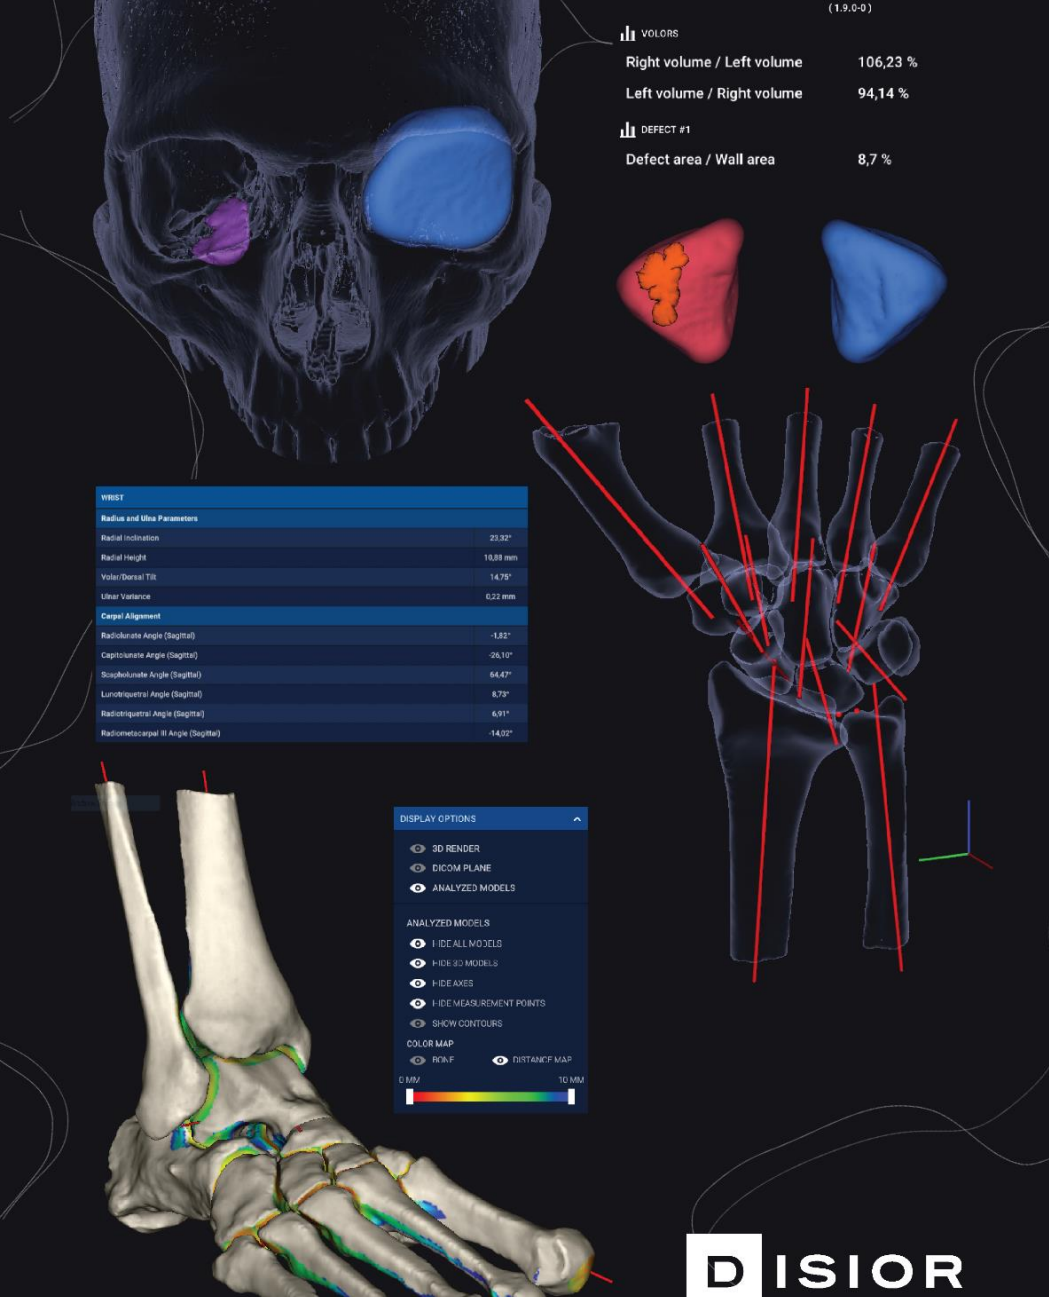 (1.9.0-0)
VOLORS
Right volume / Left volume 106,23 %
Left volume / Right volume 94,14 %
DEFECT #1
Defect area / Wall area 8,7 %
WRIST
Radius and Ulna Parameters
Radial Inclination 23,32°
Radial Height 10,88 mm
Volar/Dorsal Tilt 14,75°
Ulnar Variance 0,22 mm
Carpal Alignment
Radiolunate Angle (Sagittal) -1,82°
Capitolunate Angle (Sagittal) -26,10°
Scapholunate Angle (Sagittal) 64,47°
Lunotriquetral Angle (Sagittal) 8,73°
Radiotriquetral Angle (Sagittal) 6,91°
Radiometacarpal III Angle (Sagittal) -14,02°
DISPLAY OPTIONS
3D RENDER
DICOM PLANE
ANALYZED MODELS
ANALYZED MODELS
HIDE ALL MODELS
HIDE 3D MODELS
HIDE AXES
HIDE MEASUREMENT POINTS
SHOW CONTOURS
COLOR MAP
BONE DISTANCE MAP
0 MM 10 MM
DISIOR